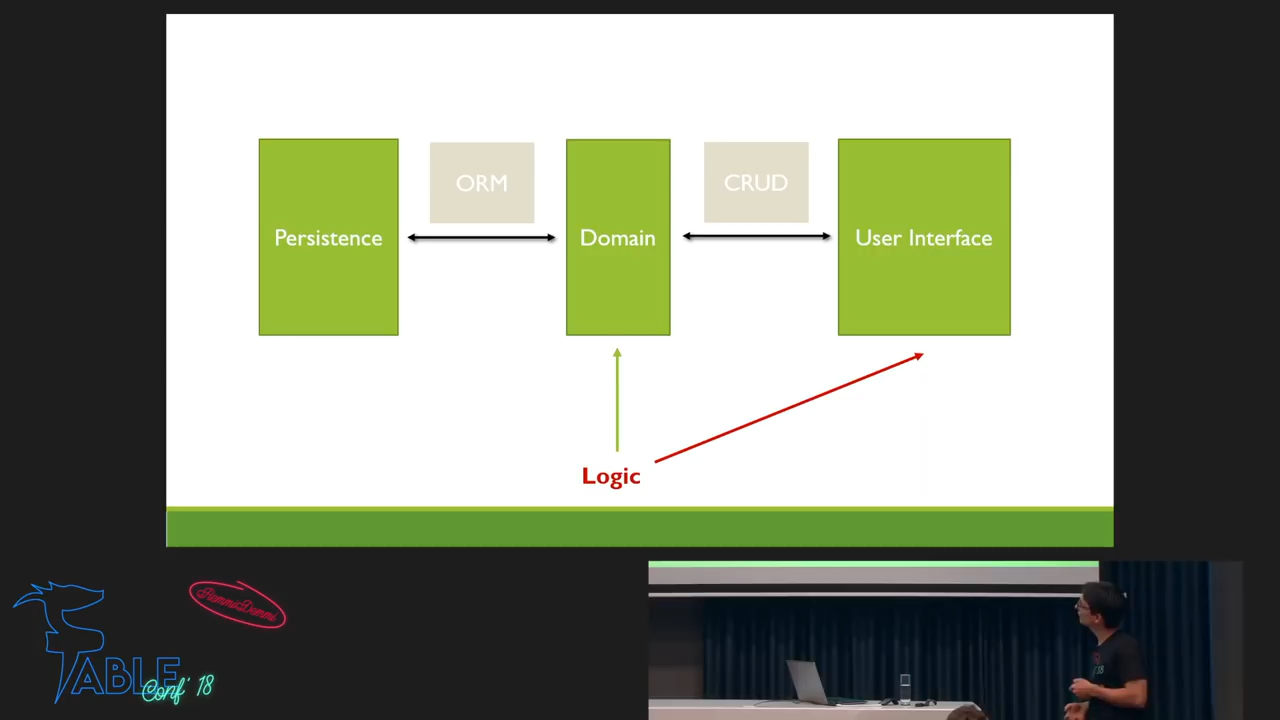 ORM
CRUD
Persistence
Domain
User Interface
Logic
ABLE
Conf' 18